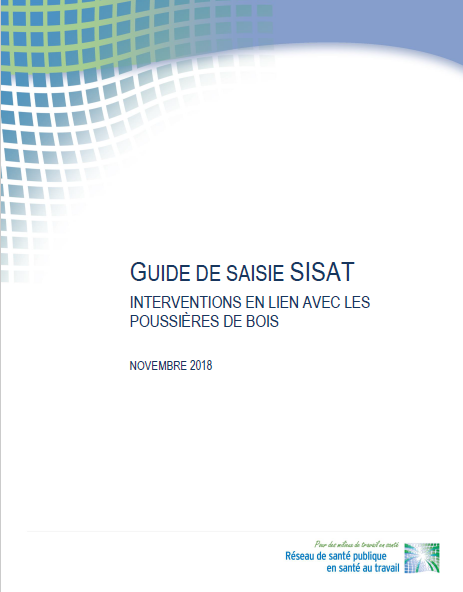 GUIDE DE SAISIE SISAT
INTERVENTIONS EN LIEN AVEC LES
POUSSIÈRES DE BOIS
NOVEMBRE 2018
Pour des milieux de travail en santé
Réseau de santé publique
en santé au travail